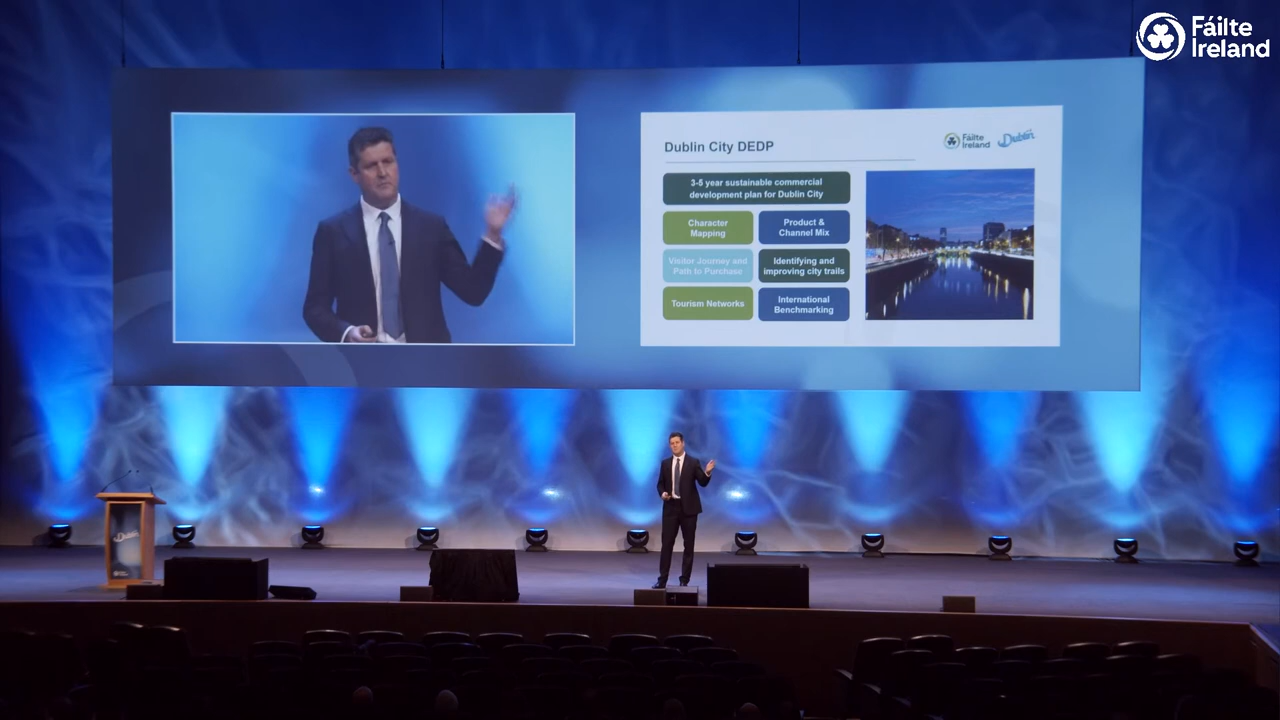 Fáilte
Ireland
Dublin City DEDP
Fáilte
Ireland
Dublin
3-5 year sustainable commercial
development plan for Dublin City
Character
Mapping
Product &
Channel Mix
Visitor Journey and
Path to Purchase
Identifying and
improving city trails
Tourism Networks
International
Benchmarking
Dublin